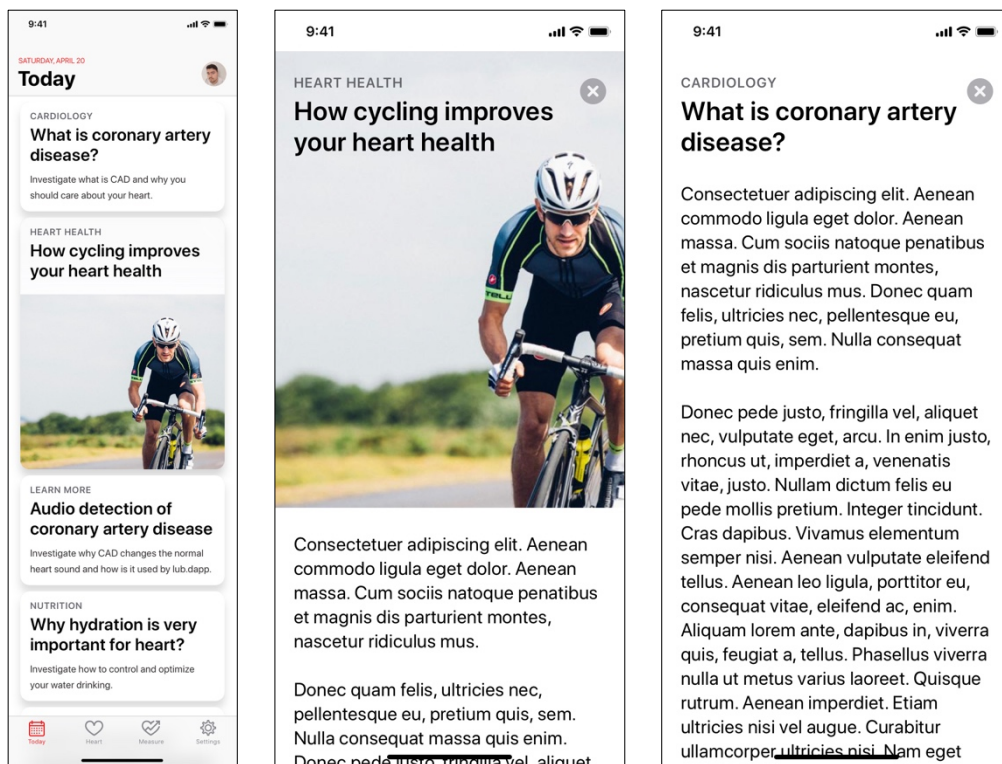 9:41
SATURDAY, APRIL 20
Today
CARDIOLOGY
What is coronary artery
disease?
Investigate what is CAD and why you
should care about your heart.
HEART HEALTH
How cycling improves
your heart health
LEARN MORE
Audio detection of
coronary artery disease
Investigate why CAD changes the normal
heart sound and how is it used by lub.dapp.
NUTRITION
Why hydration is very
important for heart?
Investigate how to control and optimize
your water drinking.
Today
Heart
Measure
Settings
9:41
HEART HEALTH
How cycling improves
your heart health
Consectetuer adipiscing elit. Aenean
commodo ligula eget dolor. Aenean
massa. Cum sociis natoque penatibus
et magnis dis parturient montes,
nascetur ridiculus mus.
Donec quam felis, ultricies nec,
pellentesque eu, pretium quis, sem.
Nulla consequat massa quis enim.
Donec pede justo, fringilla vel, aliquet
9:41
CARDIOLOGY
What is coronary artery
disease?
Consectetuer adipiscing elit. Aenean
commodo ligula eget dolor. Aenean
massa. Cum sociis natoque penatibus
et magnis dis parturient montes,
nascetur ridiculus mus. Donec quam
felis, ultricies nec, pellentesque eu,
pretium quis, sem. Nulla consequat
massa quis enim.
Donec pede justo, fringilla vel, aliquet
nec, vulputate eget, arcu. In enim justo,
rhoncus ut, imperdiet a, venenatis
vitae, justo. Nullam dictum felis eu
pede mollis pretium. Integer tincidunt.
Cras dapibus. Vivamus elementum
semper nisi. Aenean vulputate eleifend
tellus. Aenean leo ligula, porttitor eu,
consequat vitae, eleifend ac, enim.
Aliquam lorem ante, dapibus in, viverra
quis, feugiat a, tellus. Phasellus viverra
nulla ut metus varius laoreet. Quisque
rutrum. Aenean imperdiet. Etiam
ultricies nisi vel augue. Curabitur
ullamcorper ultricies nisi. Nam eget